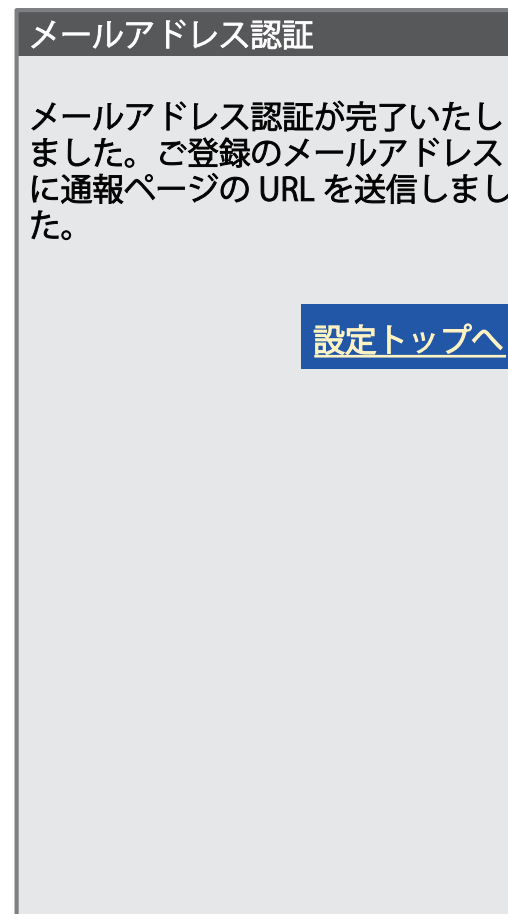 メールアドレス認証
メールアドレス認証が完了いたし
ました。ご登録のメールアドレス
に通報ページの URL を送信しまし
た。
設定トップへ